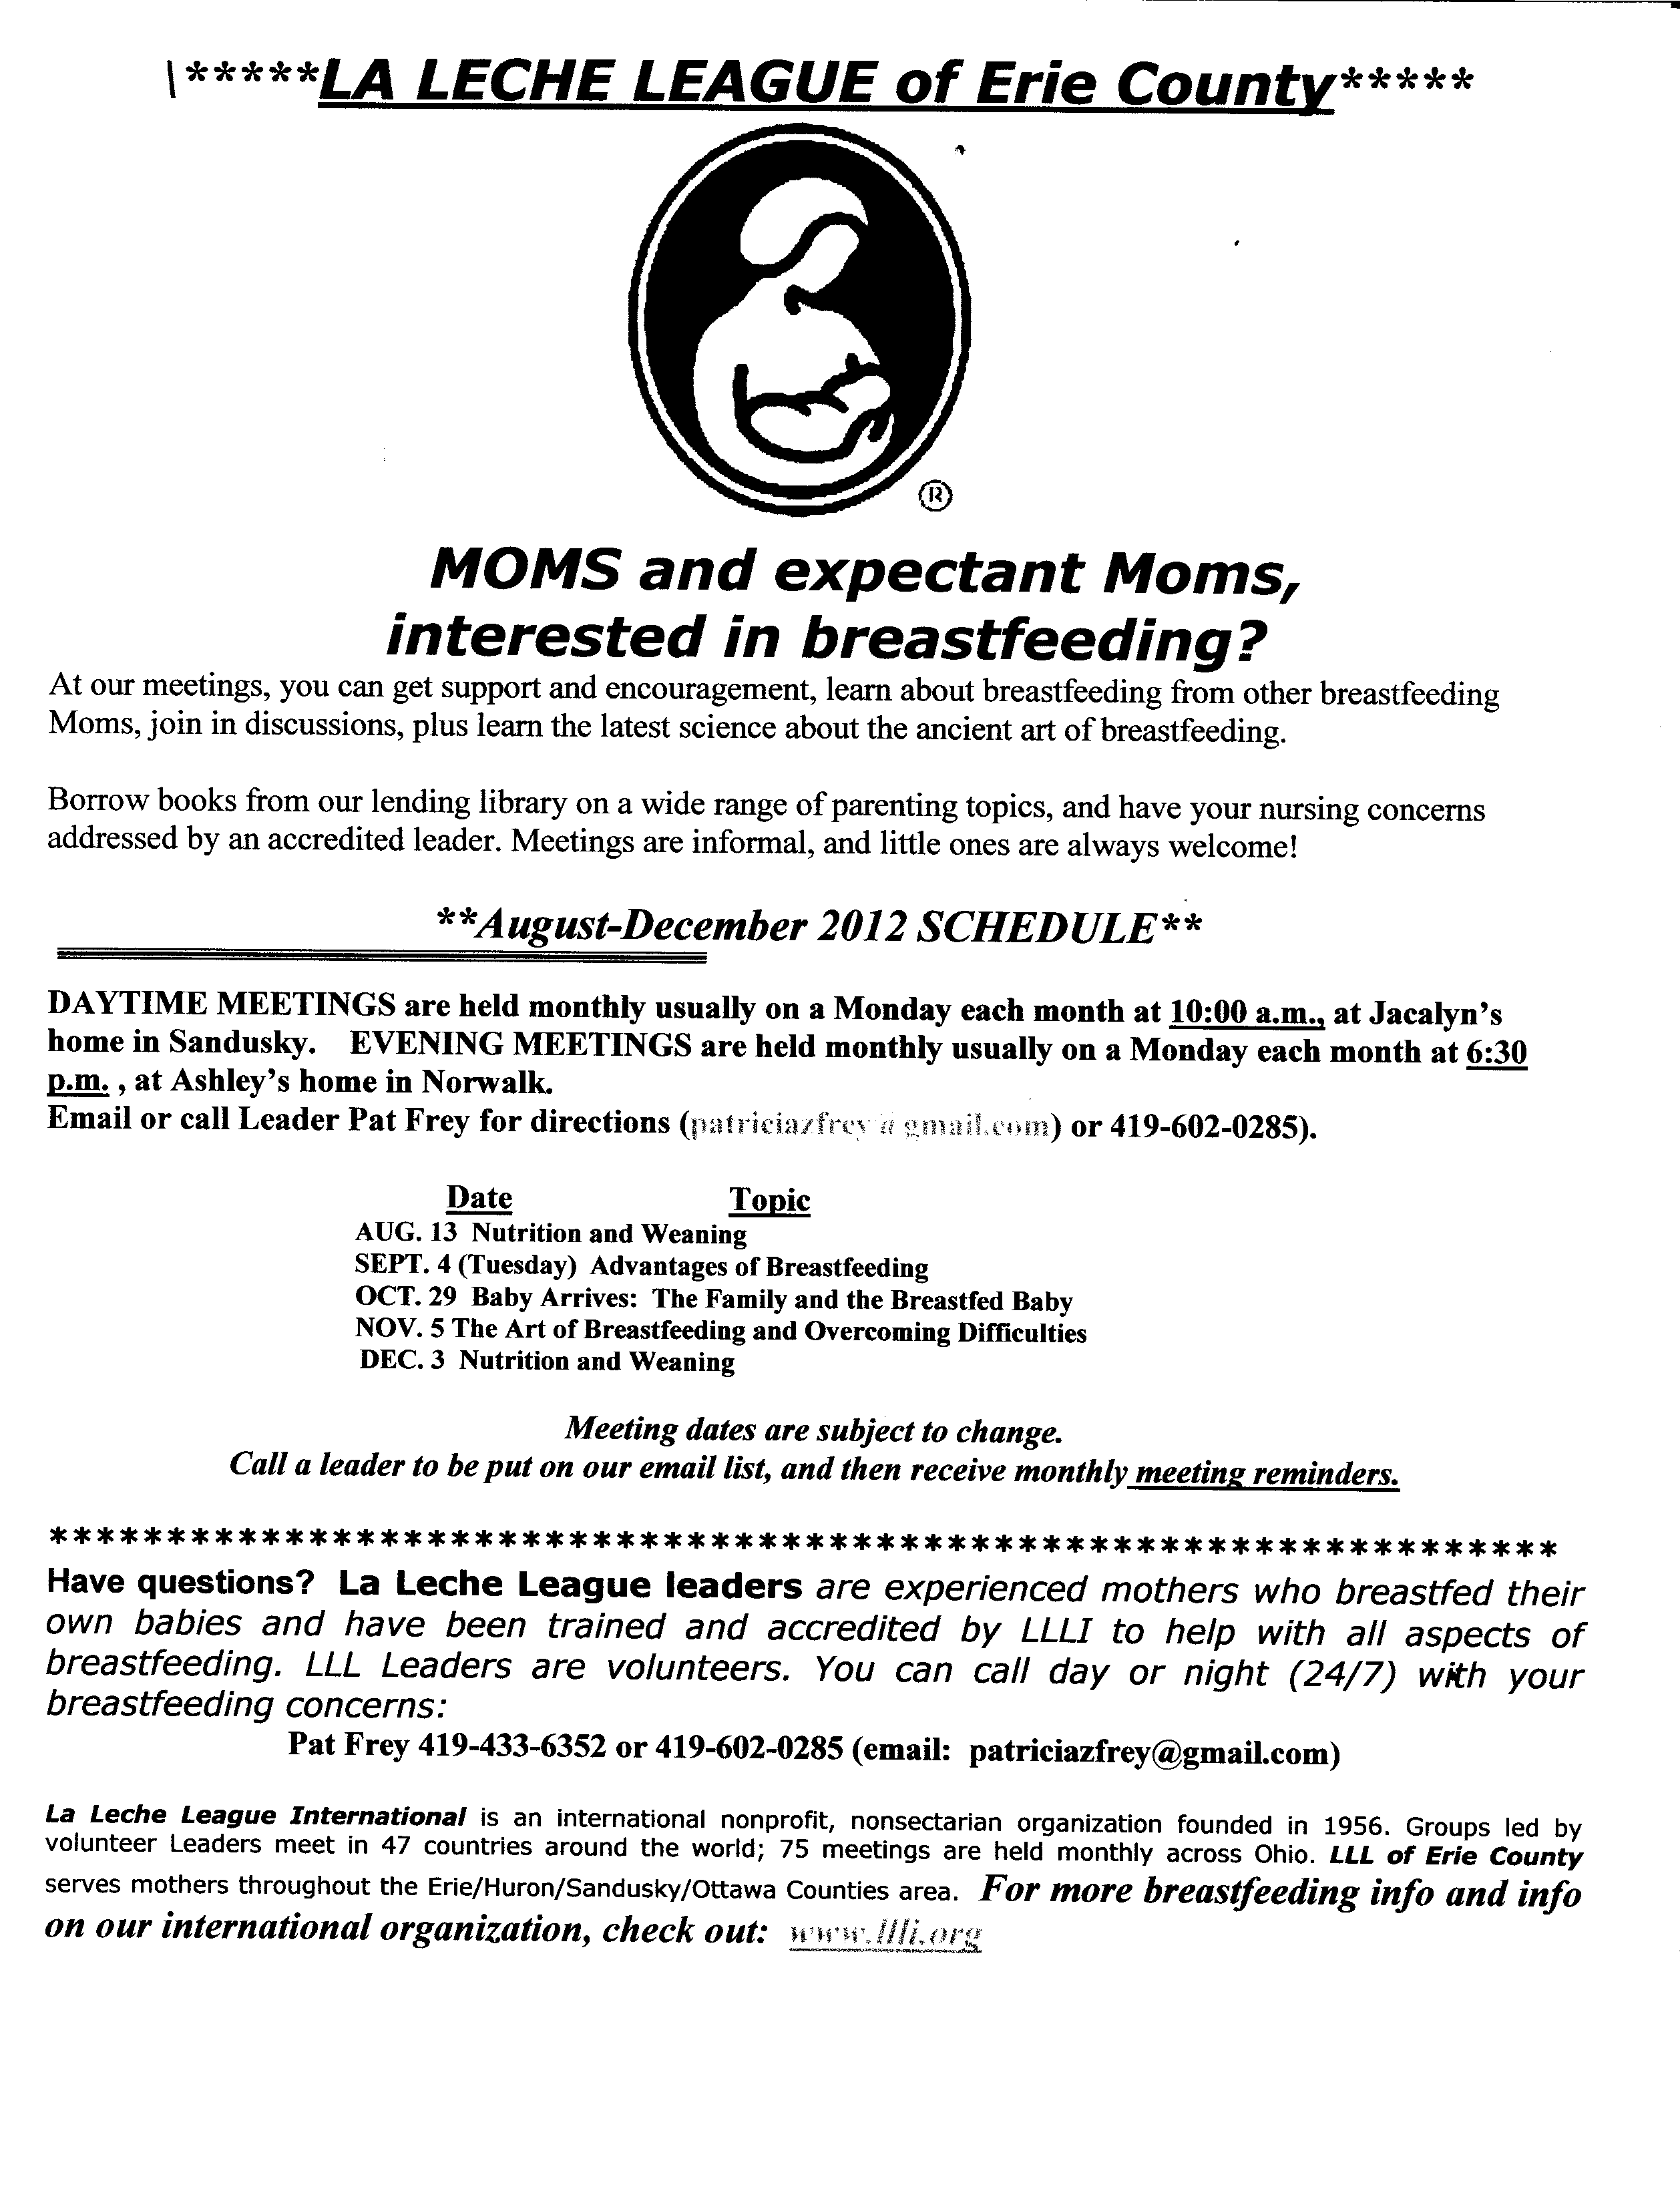 \*****LA LECHE LEAGUE of Erie County*****
®
MOMS and expectant Moms,
interested in breastfeeding?
At our meetings, you can get support and encouragement, learn about breastfeeding from other breastfeeding
Moms, join in discussions, plus learn the latest science about the ancient art of breastfeeding.
Borrow books from our lending library on a wide range of parenting topics, and have your nursing concerns
addressed by an accredited leader. Meetings are informal, and little ones are always welcome!
**August-December 2012 SCHEDULE**
DAYTIME MEETINGS are held monthly usually on a Monday each month at 10:00 a.m., at Jacalyn's
home in Sandusky. EVENING MEETINGS are held monthly usually on a Monday each month at 6:30
p.m. , at Ashley's home in Norwalk.
Email or call Leader Pat Frey for directions (patriciazfrey@gmail.com) or 419-602-0285).
Date Topic
AUG. 13 Nutrition and Weaning
SEPT. 4 (Tuesday) Advantages of Breastfeeding
OCT. 29 Baby Arrives: The Family and the Breastfed Baby
NOV. 5 The Art of Breastfeeding and Overcoming Difficulties
DEC. 3 Nutrition and Weaning
Meeting dates are subject to change.
Call a leader to be put on our email list, and then receive monthly meeting reminders.
****************************************************************
Have questions? La Leche League leaders are experienced mothers who breastfed their
own babies and have been trained and accredited by LLLI to help with all aspects of
breastfeeding. LLL Leaders are volunteers. You can call day or night (24/7) with your
breastfeeding concerns:
Pat Frey 419-433-6352 or 419-602-0285 (email: patriciazfrey@gmail.com)
La Leche League International is an international nonprofit, nonsectarian organization founded in 1956. Groups led by
volunteer Leaders meet in 47 countries around the world; 75 meetings are held monthly across Ohio. LLL of Erie County
serves mothers throughout the Erie/Huron/Sandusky/Ottawa Counties area. For more breastfeeding info and info
on our international organization, check out: www.llli.org